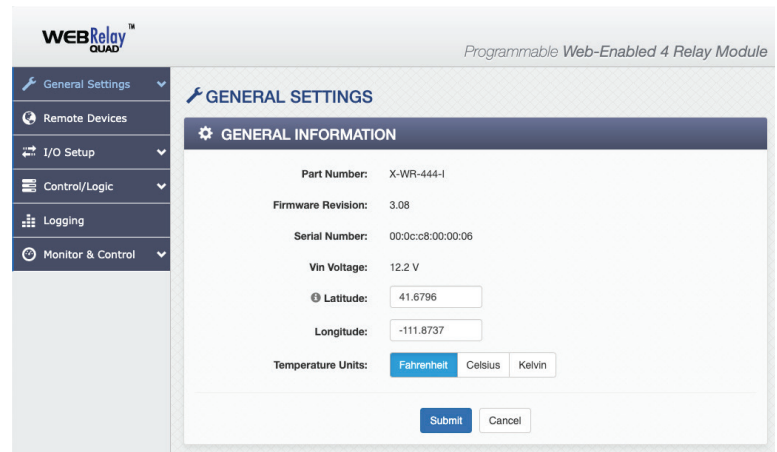 WEBRelay™
QUAD
Programmable Web-Enabled 4 Relay Module
General Settings
Remote Devices
I/O Setup
Control/Logic
Logging
Monitor & Control
GENERAL SETTINGS
GENERAL INFORMATION
Part Number: X-WR-444-I
Firmware Revision: 3.08
Serial Number: 00:0c:c8:00:00:06
Vin Voltage: 12.2 V
Latitude: 41.6796
Longitude: -111.8737
Temperature Units: Fahrenheit Celsius Kelvin
Submit Cancel